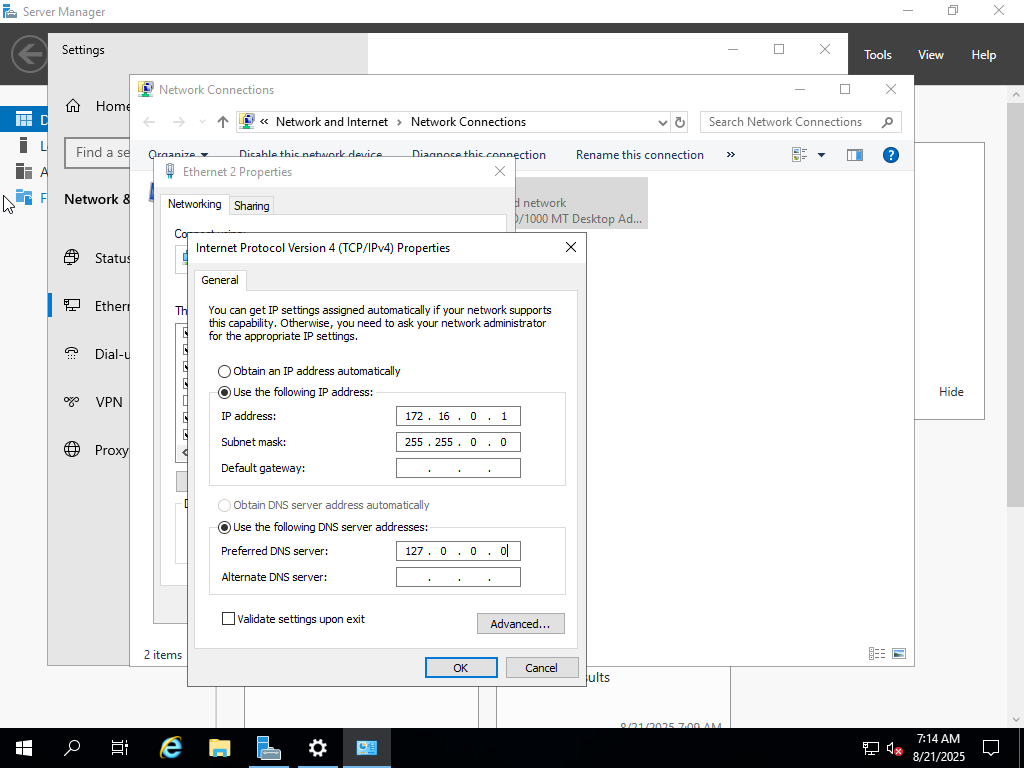 Server Manager
Settings
Tools
View
Help
Network Connections
Home
Network and Internet
Network Connections
Search Network Connections
Find a se
Organize
Disable this network device
Diagnose this connection
Rename this connection
»
Ethernet 2 Properties
Network &
Networking
Sharing
d network
0/1000 MT Desktop Ad...
Internet Protocol Version 4 (TCP/IPv4) Properties
Status
General
Ethern
Th
You can get IP settings assigned automatically if your network supports
this capability. Otherwise, you need to ask your network administrator
for the appropriate IP settings.
Dial-u
Obtain an IP address automatically
Use the following IP address:
VPN
IP address:
172 . 16 . 0 . 1
Hide
Subnet mask:
255 . 255 . 0 . 0
Proxy
Default gateway:
. . .
Obtain DNS server address automatically
Use the following DNS server addresses:
Preferred DNS server:
127 . 0 . 0 . 0
Alternate DNS server:
. . .
Validate settings upon exit
Advanced...
2 items
OK
Cancel
sults
8/21/2025 7:09 AM
7:14 AM
8/21/2025